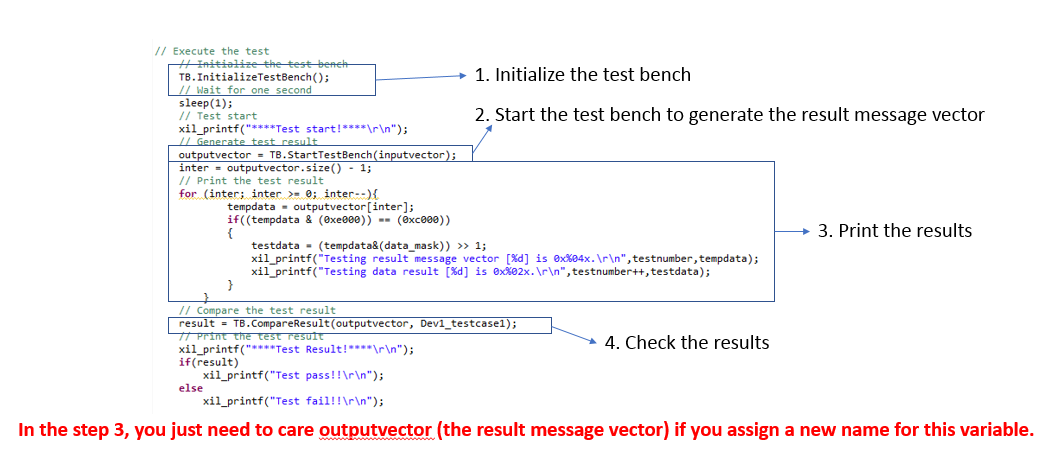 // Execute the test
// Initialize the test bench
TB.InitializeTestBench();
1. Initialize the test bench
// Wait for one second
sleep(1);
// Test start
2. Start the test bench to generate the result message vector
xil_printf("****Test start!****\r\n");
// Generate test result
outputvector = TB.StartTestBench(inputvector);
inter = outputvector.size() - 1;
// Print the test result
for (inter; inter >= 0; inter--){
tempdata = outputvector[inter];
if((tempdata & (0xe000)) == (0xc000))
{
3. Print the results
testdata = (tempdata&(data_mask)) >> 1;
xil_printf("Testing result message vector [%d] is 0x%04x.\r\n",testnumber,tempdata);
xil_printf("Testing data result [%d] is 0x%02x.\r\n",testnumber++,testdata);
}
}
// Compare the test result
result = TB.CompareResult(outputvector, Dev1_testcase1);
// Print the test result
4. Check the results
xil_printf("****Test Result!****\r\n");
if(result)
xil_printf("Test pass!!\r\n");
else
xil_printf("Test fail!!\r\n");
In the step 3, you just need to care outputvector (the result message vector) if you assign a new name for this variable.